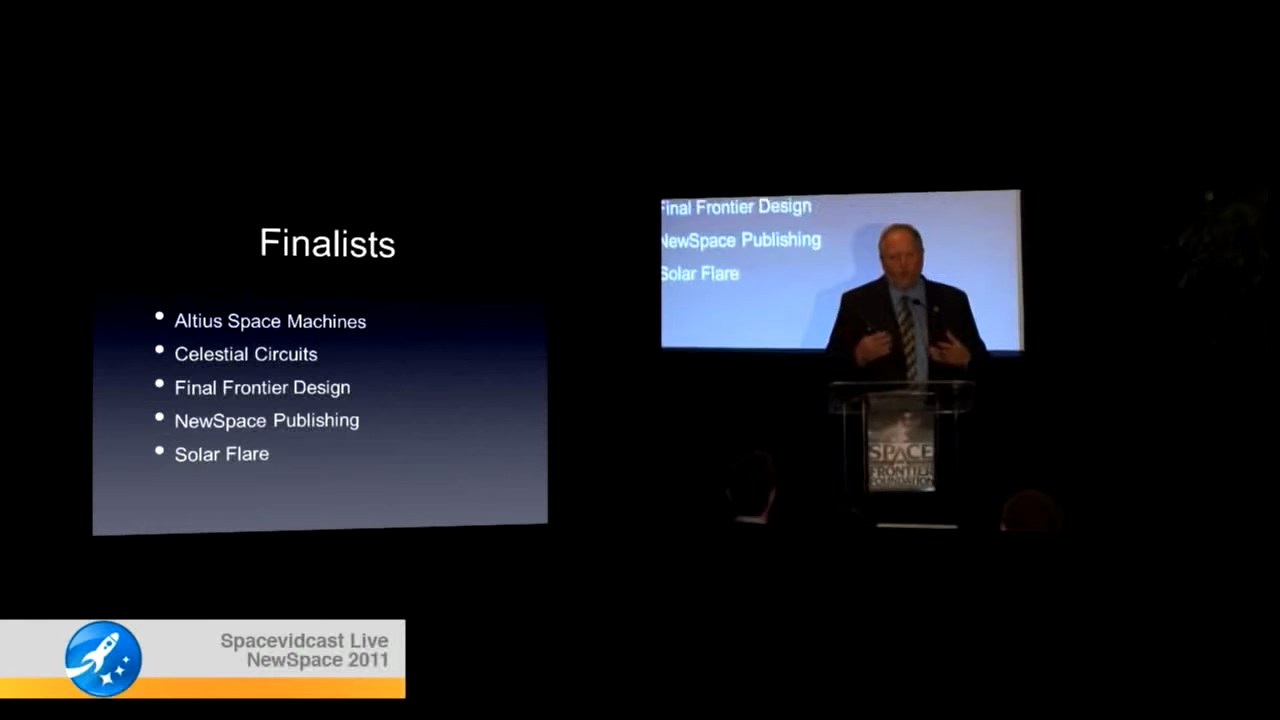 Finalists
• Altius Space Machines
• Celestial Circuits
• Final Frontier Design
• NewSpace Publishing
• Solar Flare
Final Frontier Design
NewSpace Publishing
Solar Flare
SPACE
FRONTIER
FOUNDATION
Spacevidcast Live
NewSpace 2011